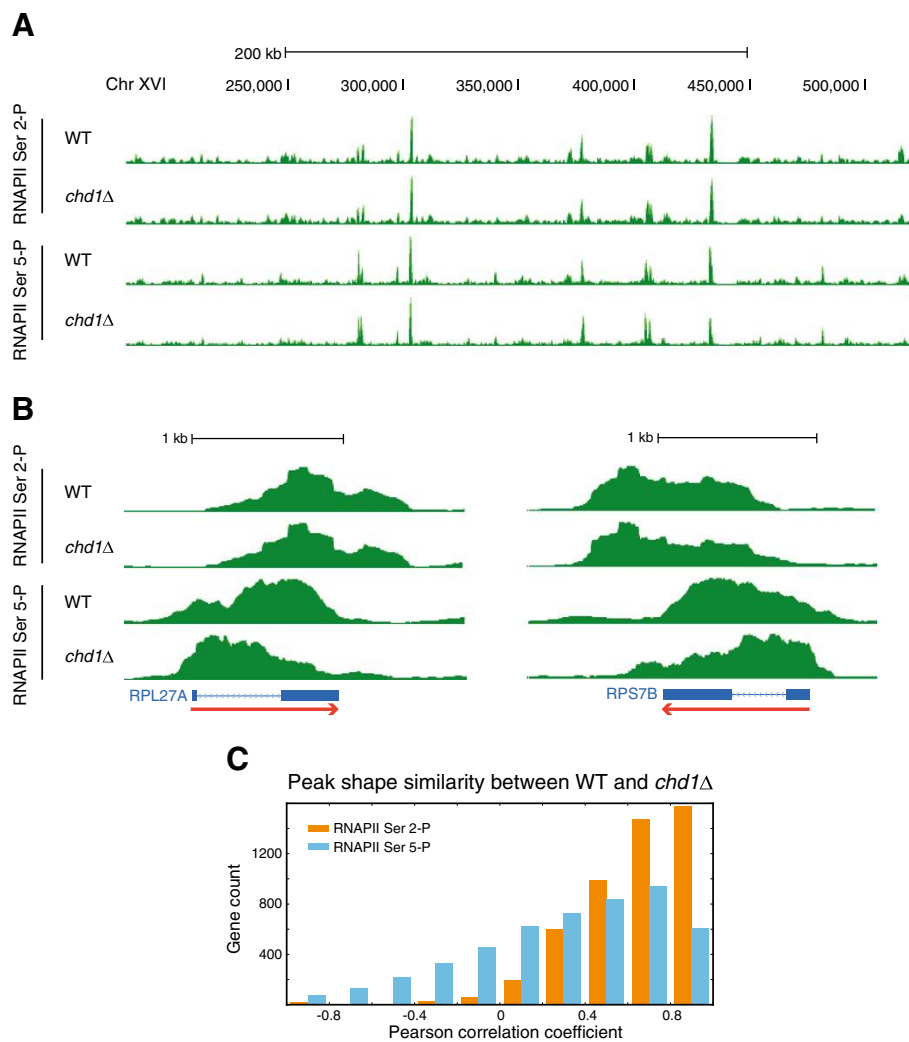 A
200 kb
Chr XVI 250,000 300,000 350,000 400,000 450,000 500,000
RNAPII Ser 2-P
WT
chd1Δ
RNAPII Ser 5-P
WT
chd1Δ
B
1 kb 1 kb
RNAPII Ser 2-P
WT
chd1Δ
RNAPII Ser 5-P
WT
chd1Δ
RPL27A RPS7B
C
Peak shape similarity between WT and chd1Δ
RNAPII Ser 2-P
RNAPII Ser 5-P
Gene count
1200
800
400
-0.8 -0.4 0 0.4 0.8
Pearson correlation coefficient